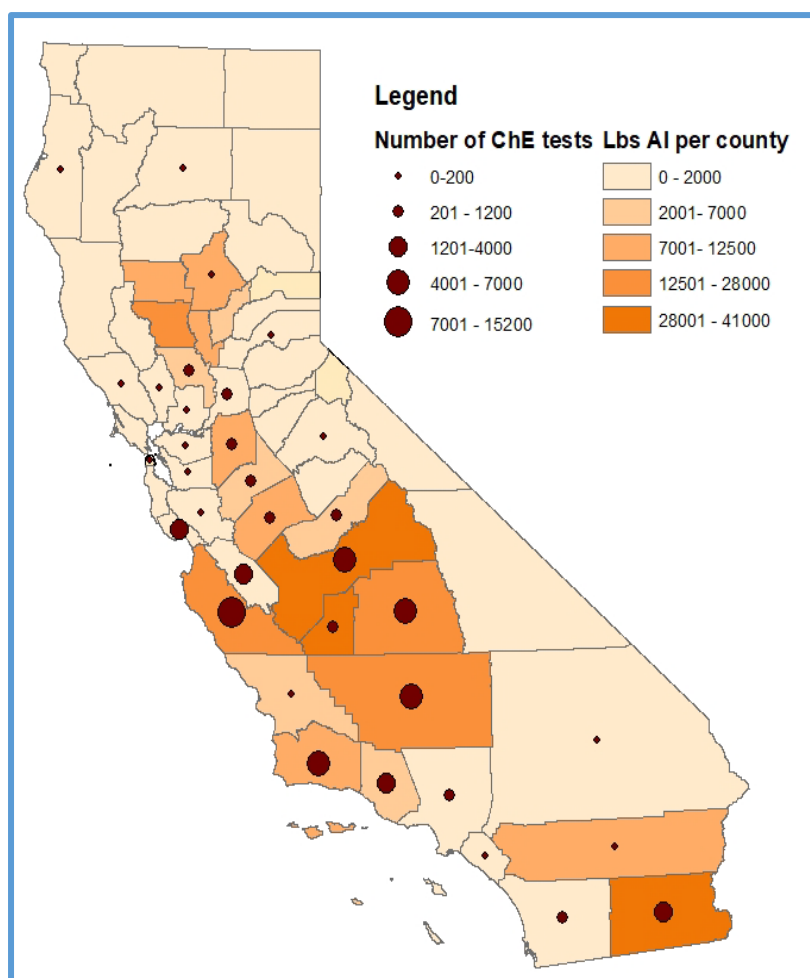 Legend
Number of ChE tests Lbs AI per county
0-200 0 - 2000
201 - 1200 2001- 7000
1201-4000 7001 - 12500
4001 - 7000 12501 - 28000
7001 - 15200 28001 - 41000